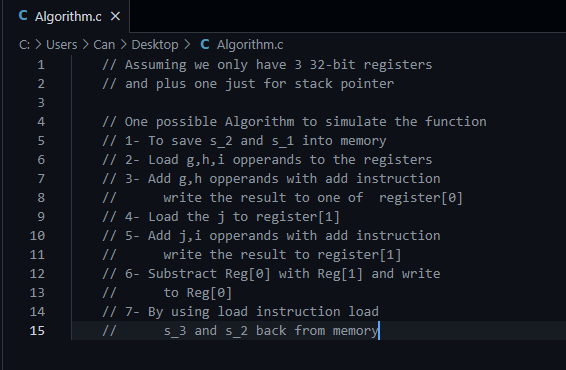 C Algorithm.c ×
C: > Users > Can > Desktop > C Algorithm.c
1 // Assuming we only have 3 32-bit registers
2 // and plus one just for stack pointer
3
4 // One possible Algorithm to simulate the function
5 // 1- To save s_2 and s_1 into memory
6 // 2- Load g,h,i opperands to the registers
7 // 3- Add g,h opperands with add instruction
8 // write the result to one of  register[0]
9 // 4- Load the j to register[1]
10 // 5- Add j,i opperands with add instruction
11 // write the result to register[1]
12 // 6- Substract Reg[0] with Reg[1] and write
13 // to Reg[0]
14 // 7- By using load instruction load
15 // s_3 and s_2 back from memory